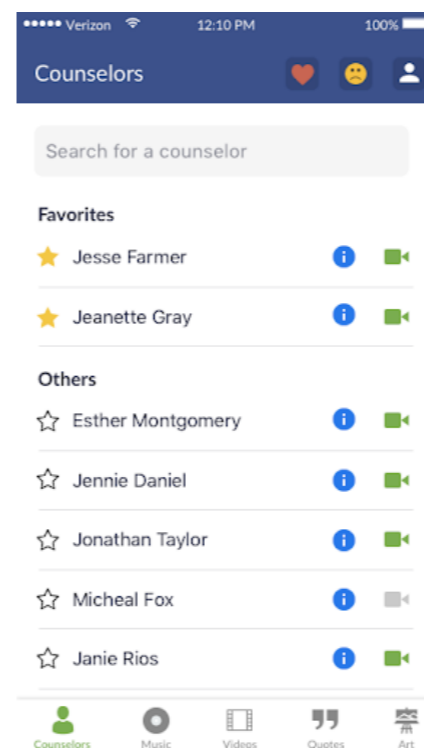 Verizon 12:10 PM 100%
Counselors
Search for a counselor
Favorites
Jesse Farmer
Jeanette Gray
Others
Esther Montgomery
Jennie Daniel
Jonathan Taylor
Micheal Fox
Janie Rios
Counselors Music Videos Quotes Art